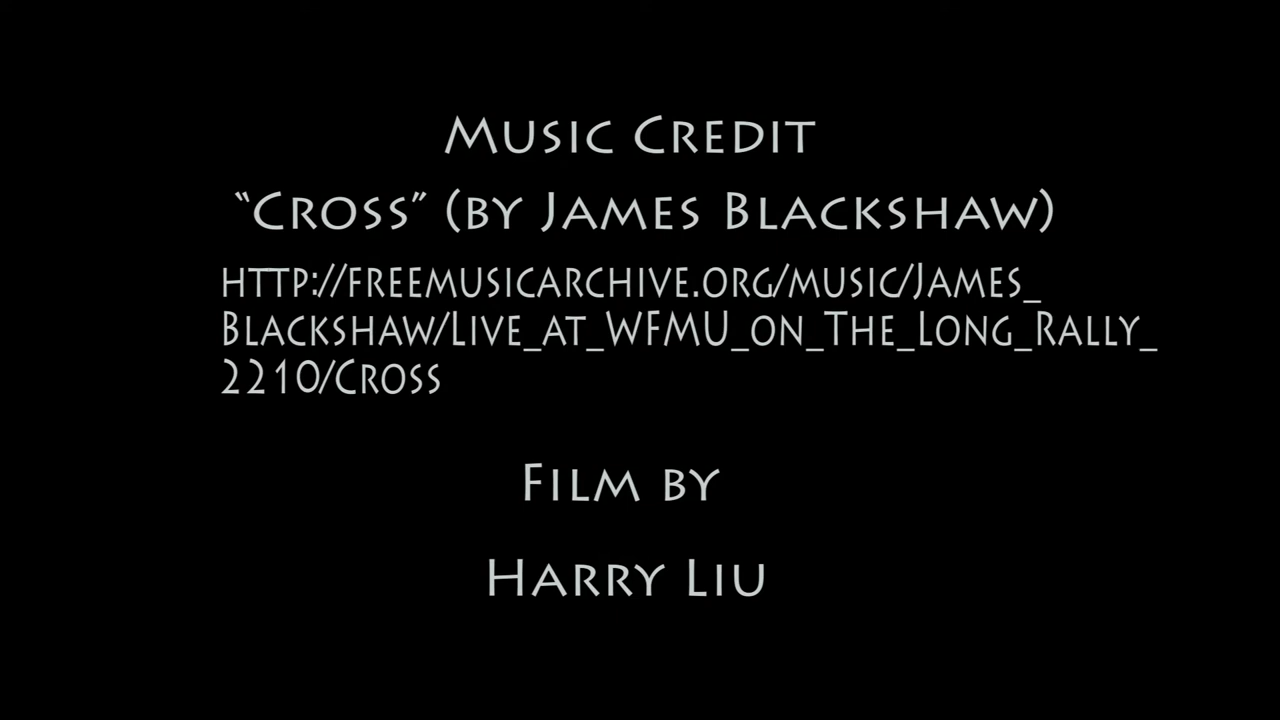 Music Credit
“Cross” (by James Blackshaw)
http://freemusicarchive.org/music/James_
Blackshaw/Live_at_WFMU_on_The_Long_Rally_
2210/Cross
Film by
Harry Liu